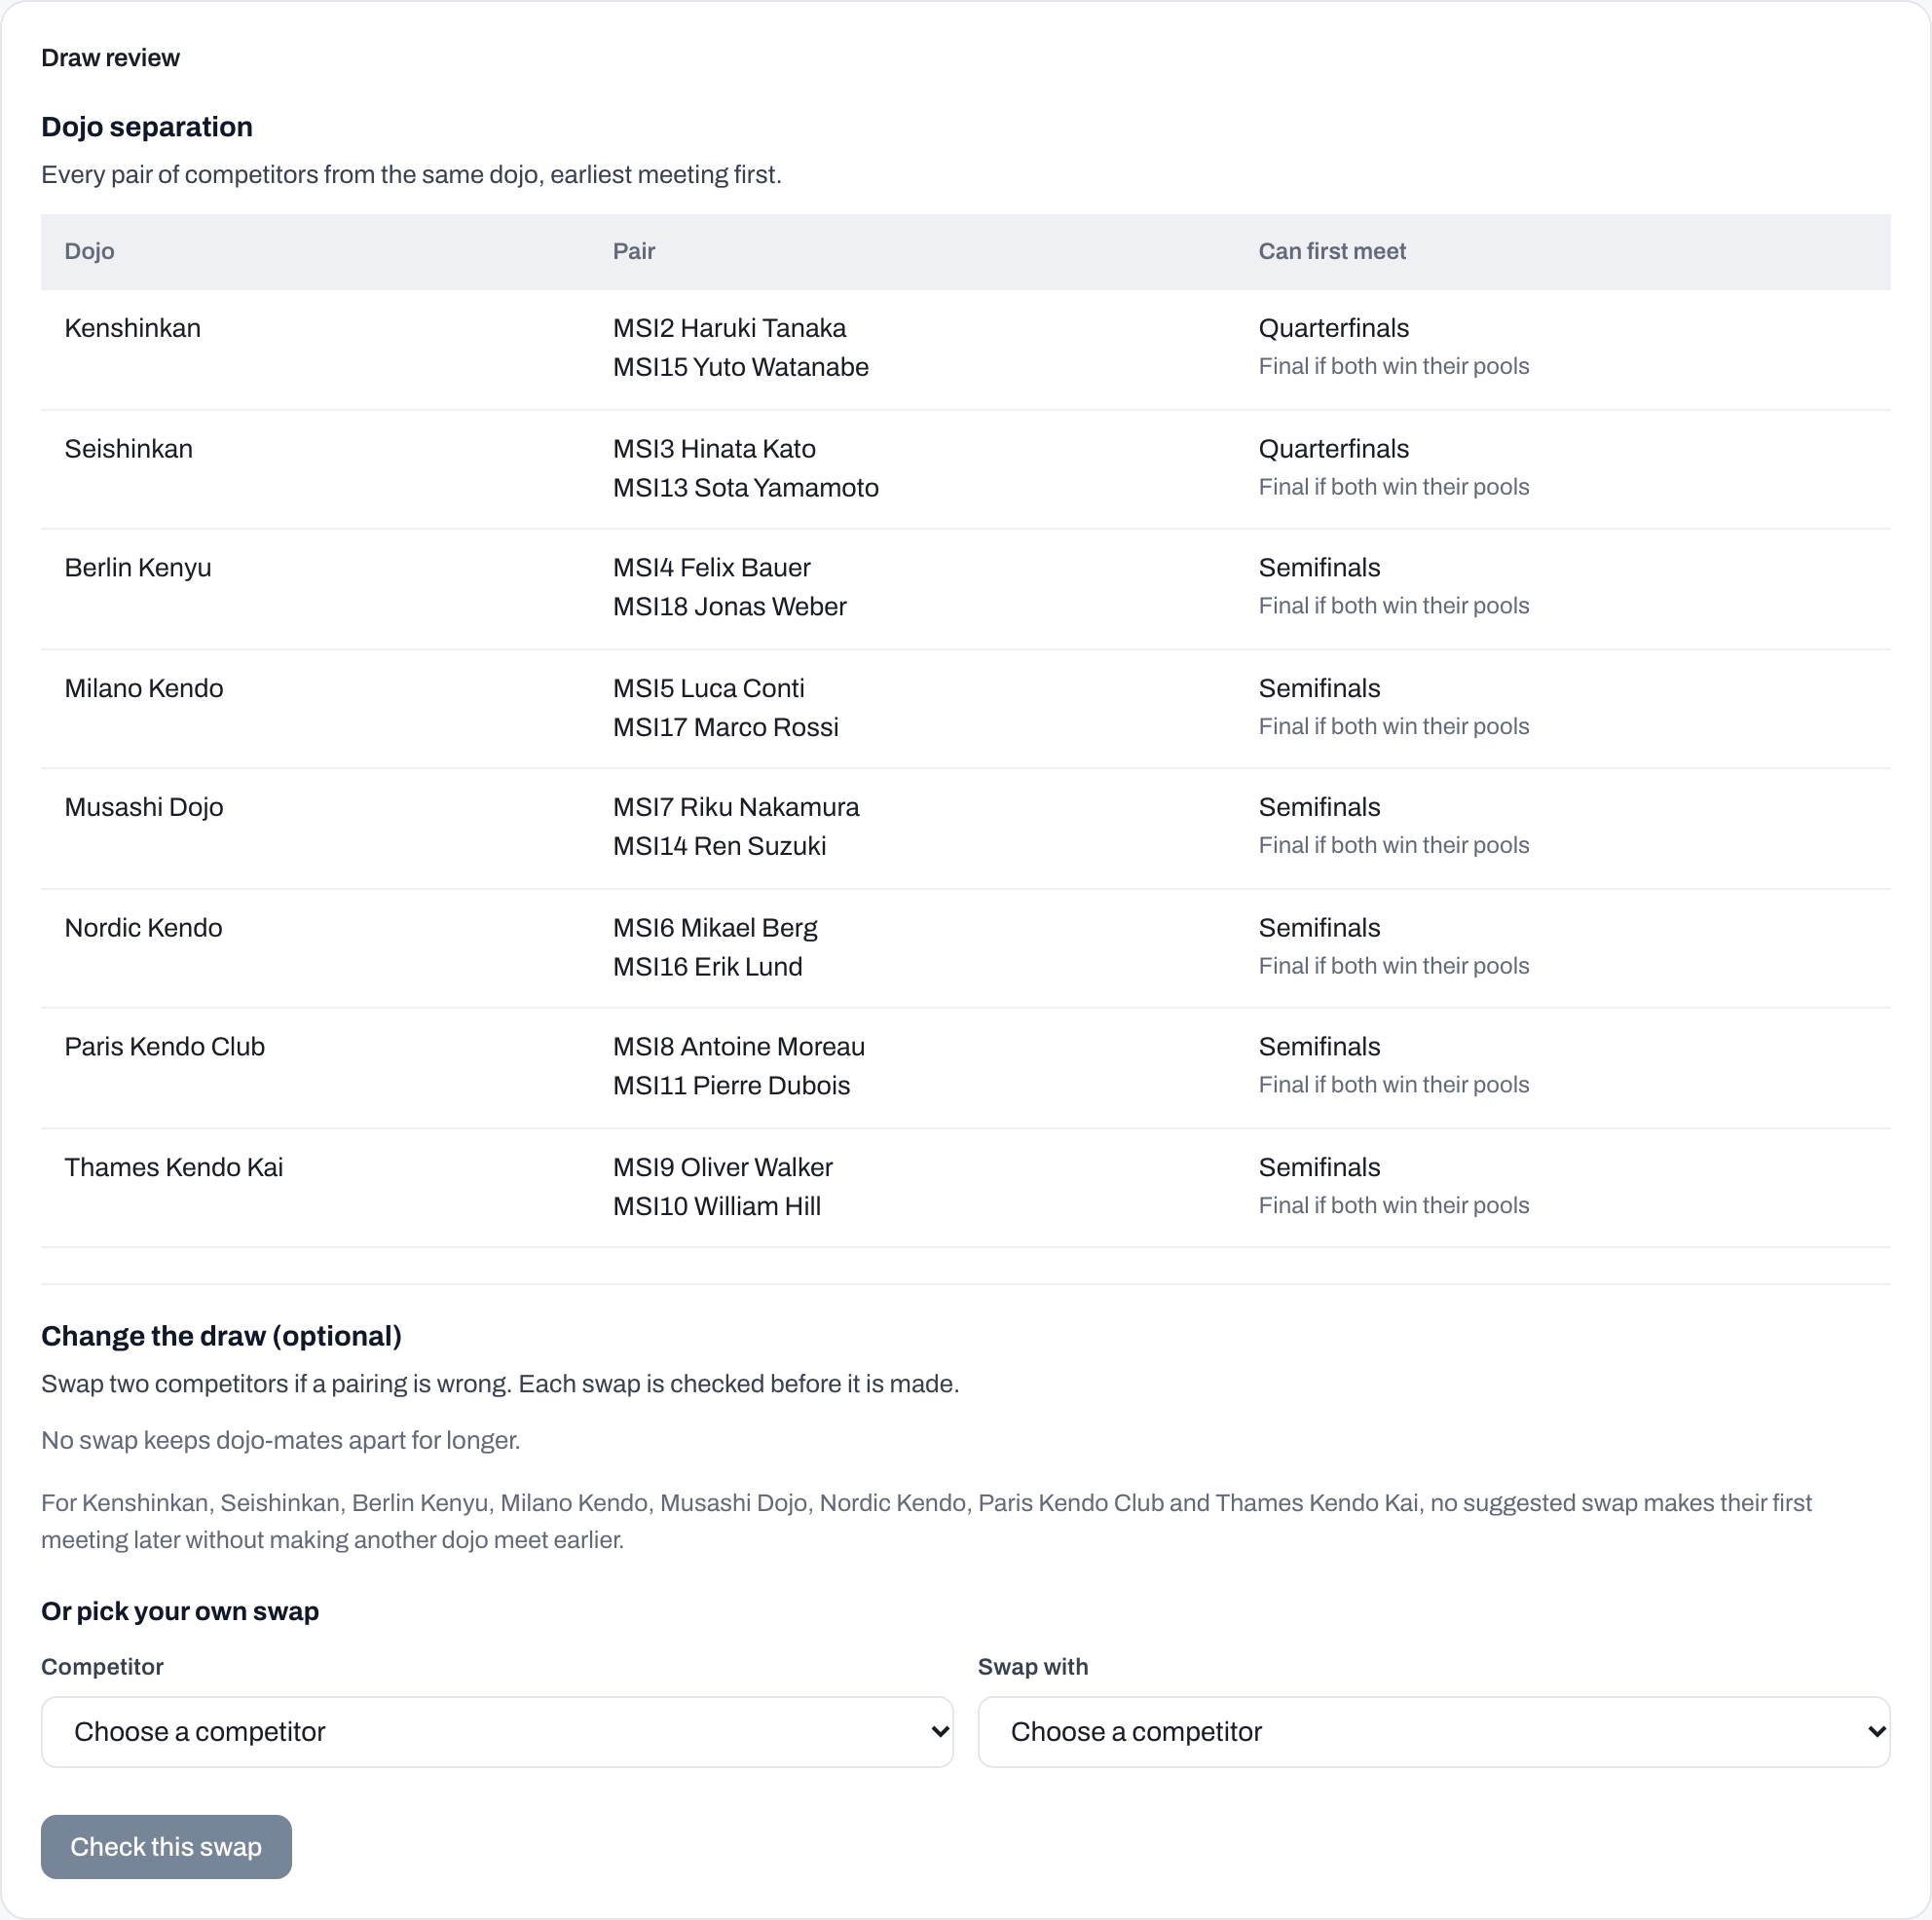 Draw review
Dojo separation
Every pair of competitors from the same dojo, earliest meeting first.
Dojo Pair Can first meet
Kenshinkan MSI2 Haruki Tanaka Quarterfinals
MSI15 Yuto Watanabe Final if both win their pools
Seishinkan MSI3 Hinata Kato Quarterfinals
MSI13 Sota Yamamoto Final if both win their pools
Berlin Kenyu MSI4 Felix Bauer Semifinals
MSI18 Jonas Weber Final if both win their pools
Milano Kendo MSI5 Luca Conti Semifinals
MSI17 Marco Rossi Final if both win their pools
Musashi Dojo MSI7 Riku Nakamura Semifinals
MSI14 Ren Suzuki Final if both win their pools
Nordic Kendo MSI6 Mikael Berg Semifinals
MSI16 Erik Lund Final if both win their pools
Paris Kendo Club MSI8 Antoine Moreau Semifinals
MSI11 Pierre Dubois Final if both win their pools
Thames Kendo Kai MSI9 Oliver Walker Semifinals
MSI10 William Hill Final if both win their pools
Change the draw (optional)
Swap two competitors if a pairing is wrong. Each swap is checked before it is made.
No swap keeps dojo-mates apart for longer.
For Kenshinkan, Seishinkan, Berlin Kenyu, Milano Kendo, Musashi Dojo, Nordic Kendo, Paris Kendo Club and Thames Kendo Kai, no suggested swap makes their first
meeting later without making another dojo meet earlier.
Or pick your own swap
Competitor Swap with
Choose a competitor Choose a competitor
Check this swap